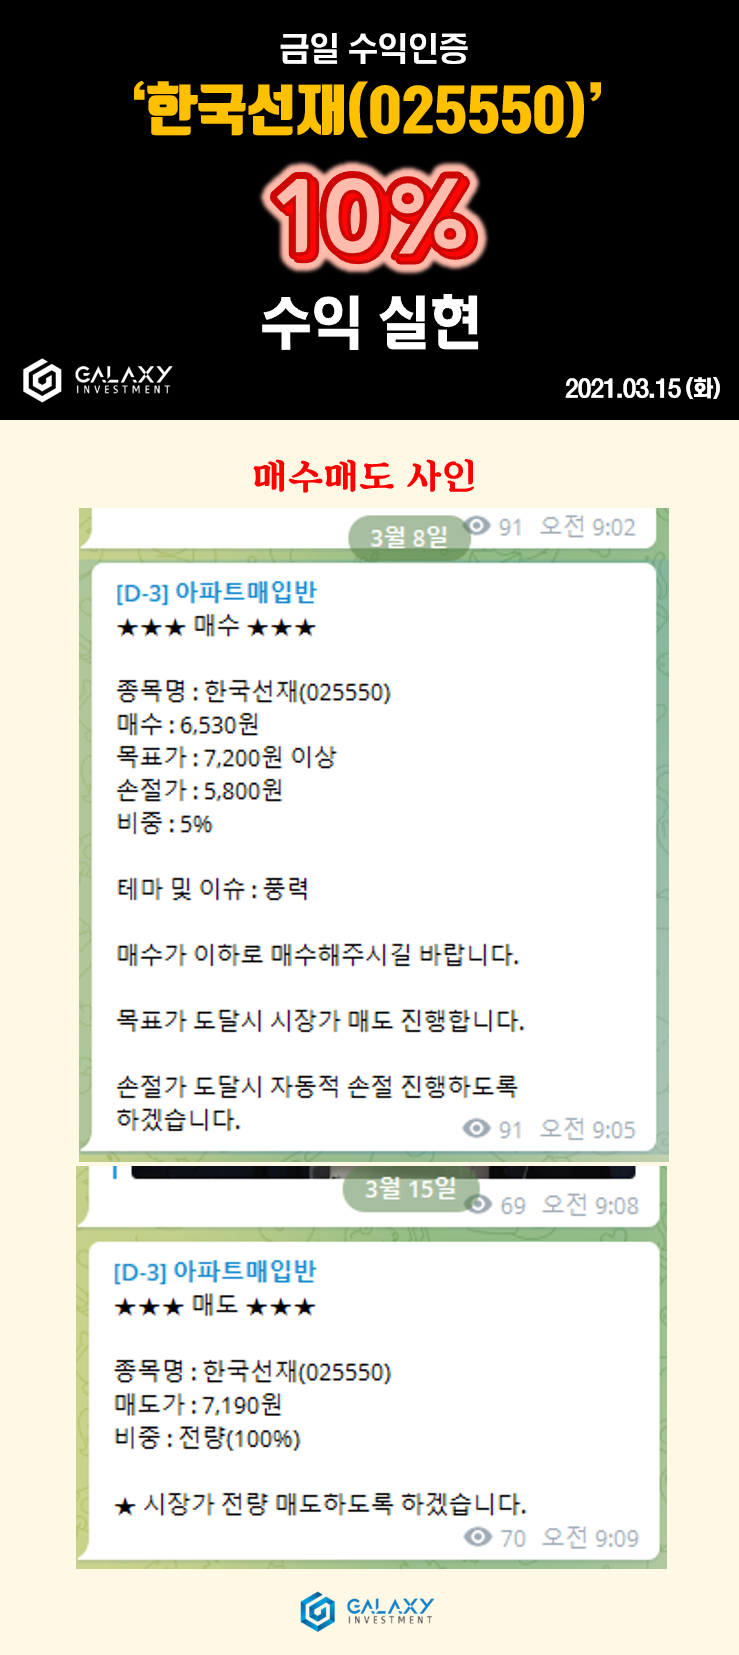 금일 수익인증
‘한국선재(025550)’
10%
수익 실현
GALAXY
INVESTMENT
2021.03.15 (화)
매수매도 사인
91 오전 9:02
3월 8일
[D-3] 아파트매입반
★★★ 매수 ★★★
종목명 : 한국선재(025550)
매수 : 6,530원
목표가 : 7,200원 이상
손절가 : 5,800원
비중 : 5%
테마 및 이슈 : 풍력
매수가 이하로 매수해주시길 바랍니다.
목표가 도달시 시장가 매도 진행합니다.
손절가 도달시 자동적 손절 진행하도록
하겠습니다.
91 오전 9:05
3월 15일
69 오전 9:08
[D-3] 아파트매입반
★★★ 매도 ★★★
종목명 : 한국선재(025550)
매도가 : 7,190원
비중 : 전량(100%)
★ 시장가 전량 매도하도록 하겠습니다.
70 오전 9:09
GALAXY
INVESTMENT